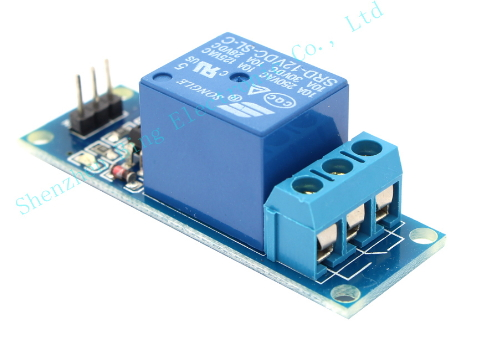 SONGLE
10A 250VAC 10A 125VAC
10A 30VDC 10A 28VDC
SRD-12VDC-SL-C
Shenzhen
Co., Ltd